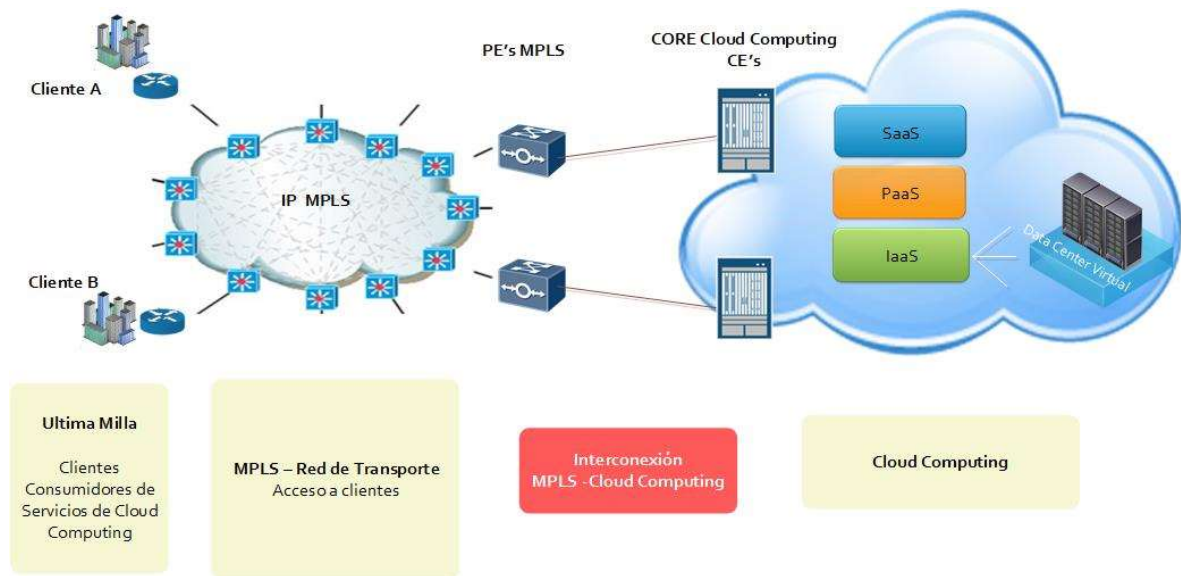 PE's MPLS
CORE Cloud Computing
CE's
Cliente A
SaaS
PaaS
IP MPLS
IaaS
Data Center Virtual
Cliente B
Ultima Milla
Clientes
Consumidores de
Servicios de Cloud
Computing
MPLS – Red de Transporte
Acceso a clientes
Interconexión
MPLS -Cloud Computing
Cloud Computing